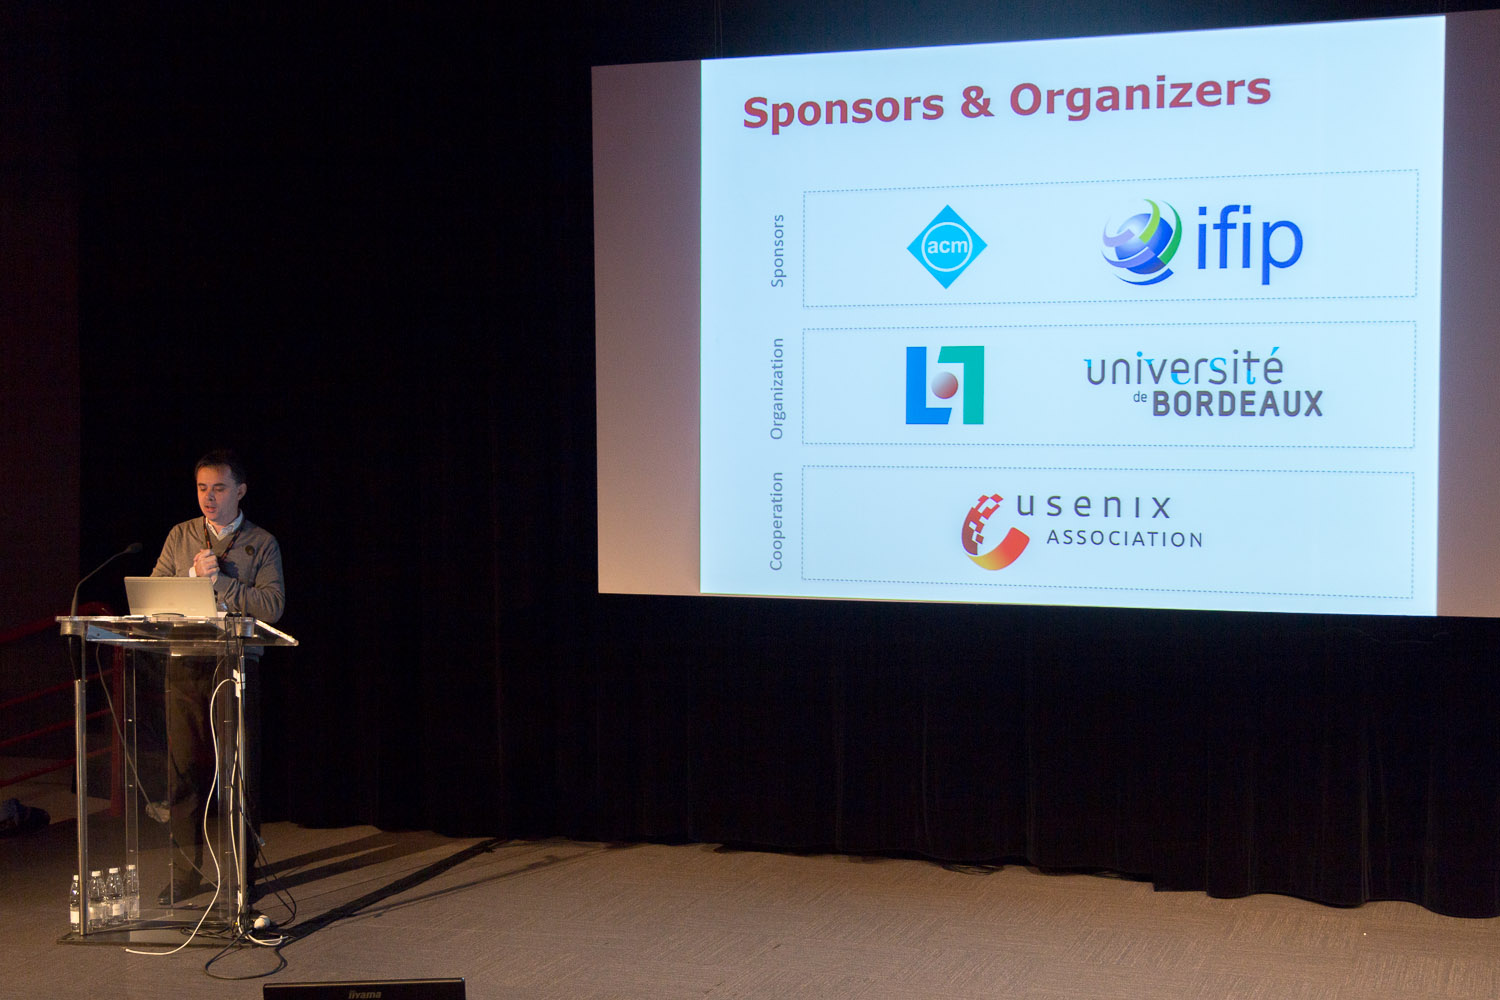 Sponsors & Organizers
Sponsors
acm
ifip
Organization
université
de BORDEAUX
Cooperation
usenix
ASSOCIATION
iiyama